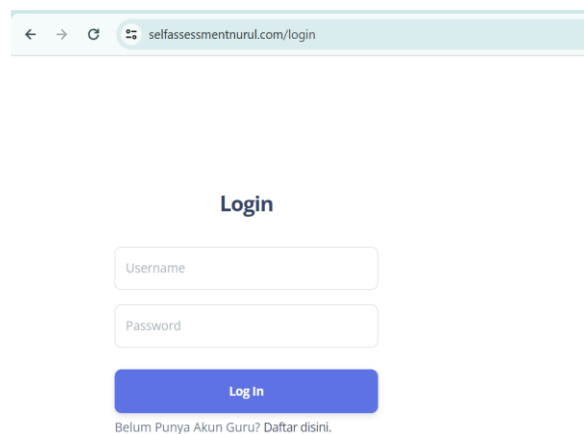 selfassessmentnurul.com/login
Login
Username
Password
Log In
Belum Punya Akun Guru? Daftar disini.